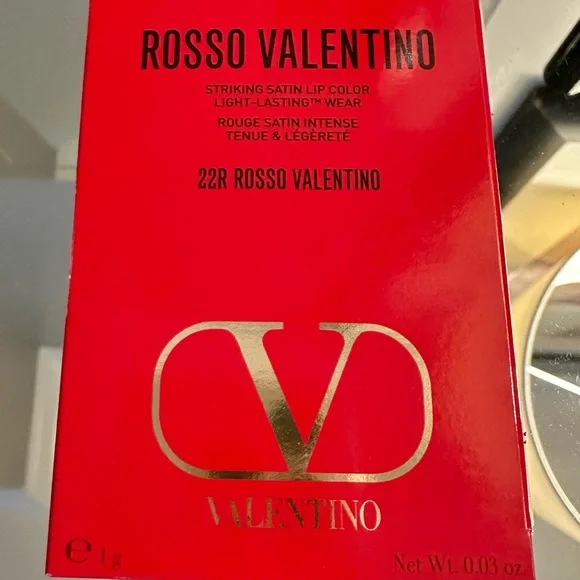 ROSSO VALENTINO
STRIKING SATIN LIP COLOR
LIGHT-LASTING™ WEAR
ROUGE SATIN INTENSE
TENUE & LÉGÈRETÉ
22R ROSSO VALENTINO
V
VALENTINO
℮ 1 g
Net Wt. 0.03 oz